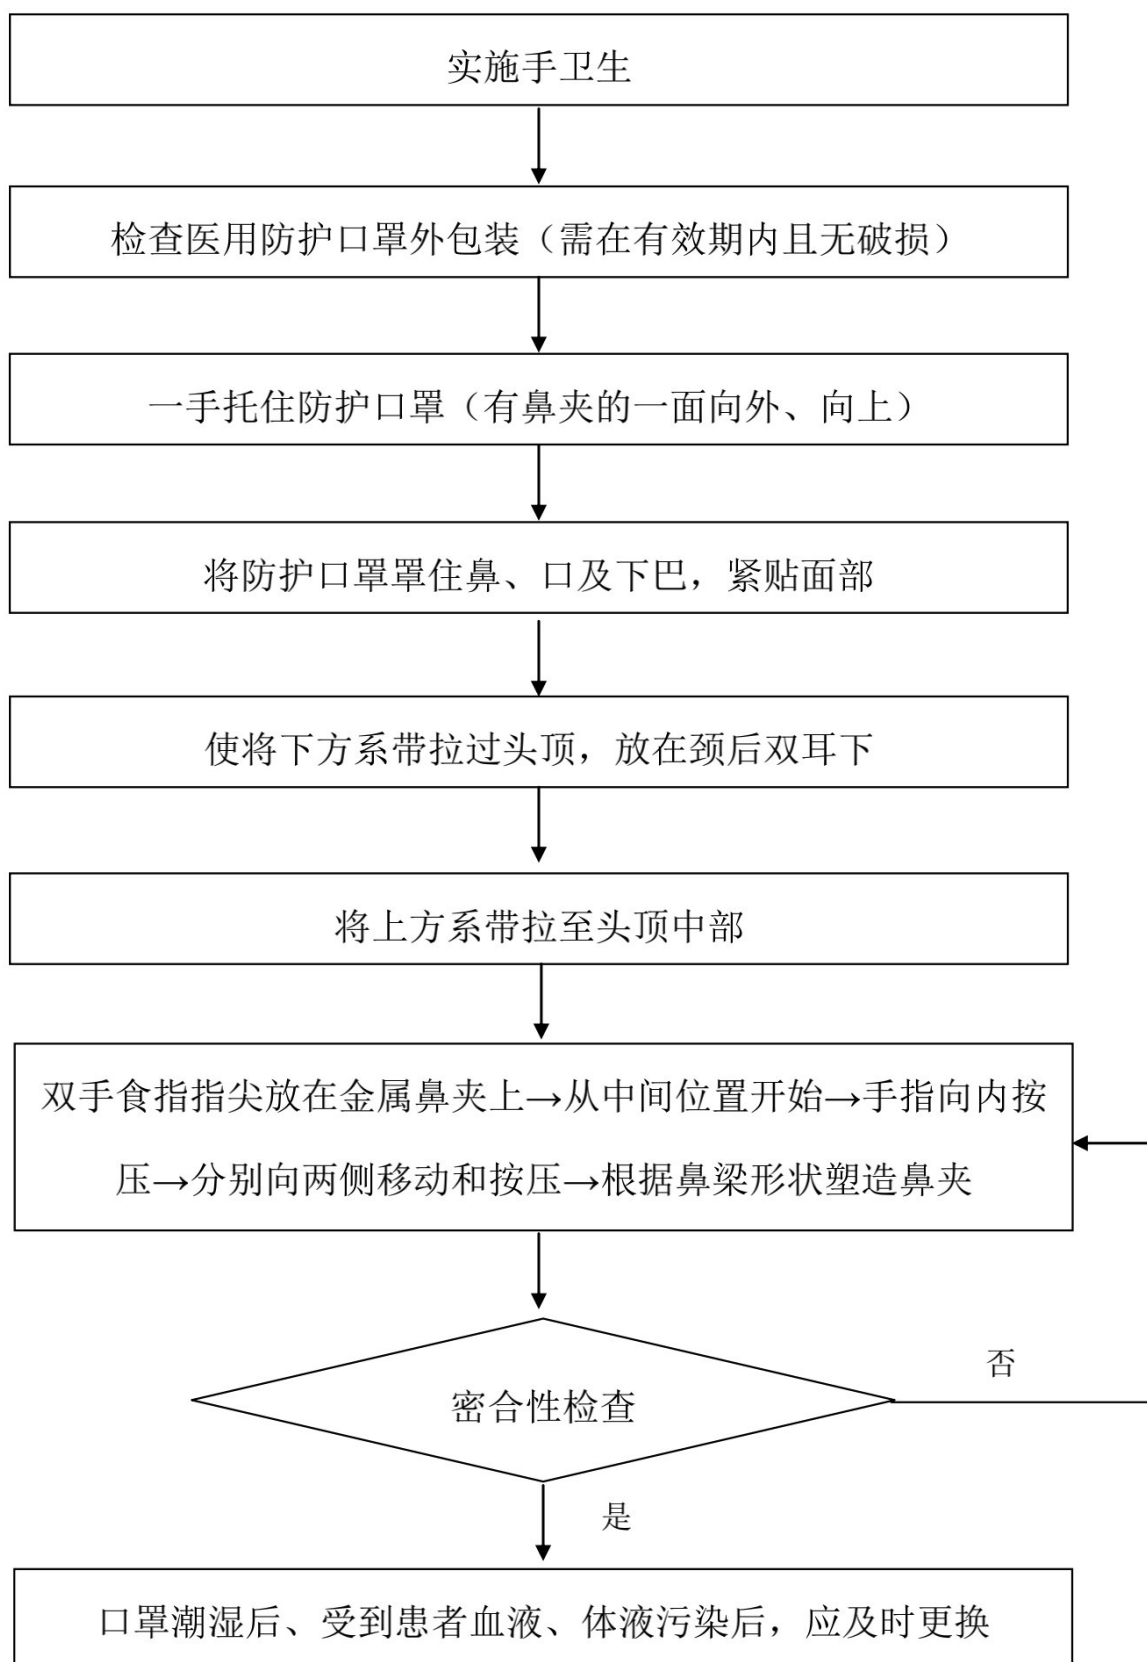 实施手卫生
检查医用防护口罩外包装（需在有效期内且无破损）
一手托住防护口罩（有鼻夹的一面向外、向上）
将防护口罩罩住鼻、口及下巴，紧贴面部
使将下方系带拉过头顶，放在颈后双耳下
将上方系带拉至头顶中部
双手食指指尖放在金属鼻夹上→从中间位置开始→手指向内按
压→分别向两侧移动和按压→根据鼻梁形状塑造鼻夹
否
密合性检查
是
口罩潮湿后、受到患者血液、体液污染后，应及时更换